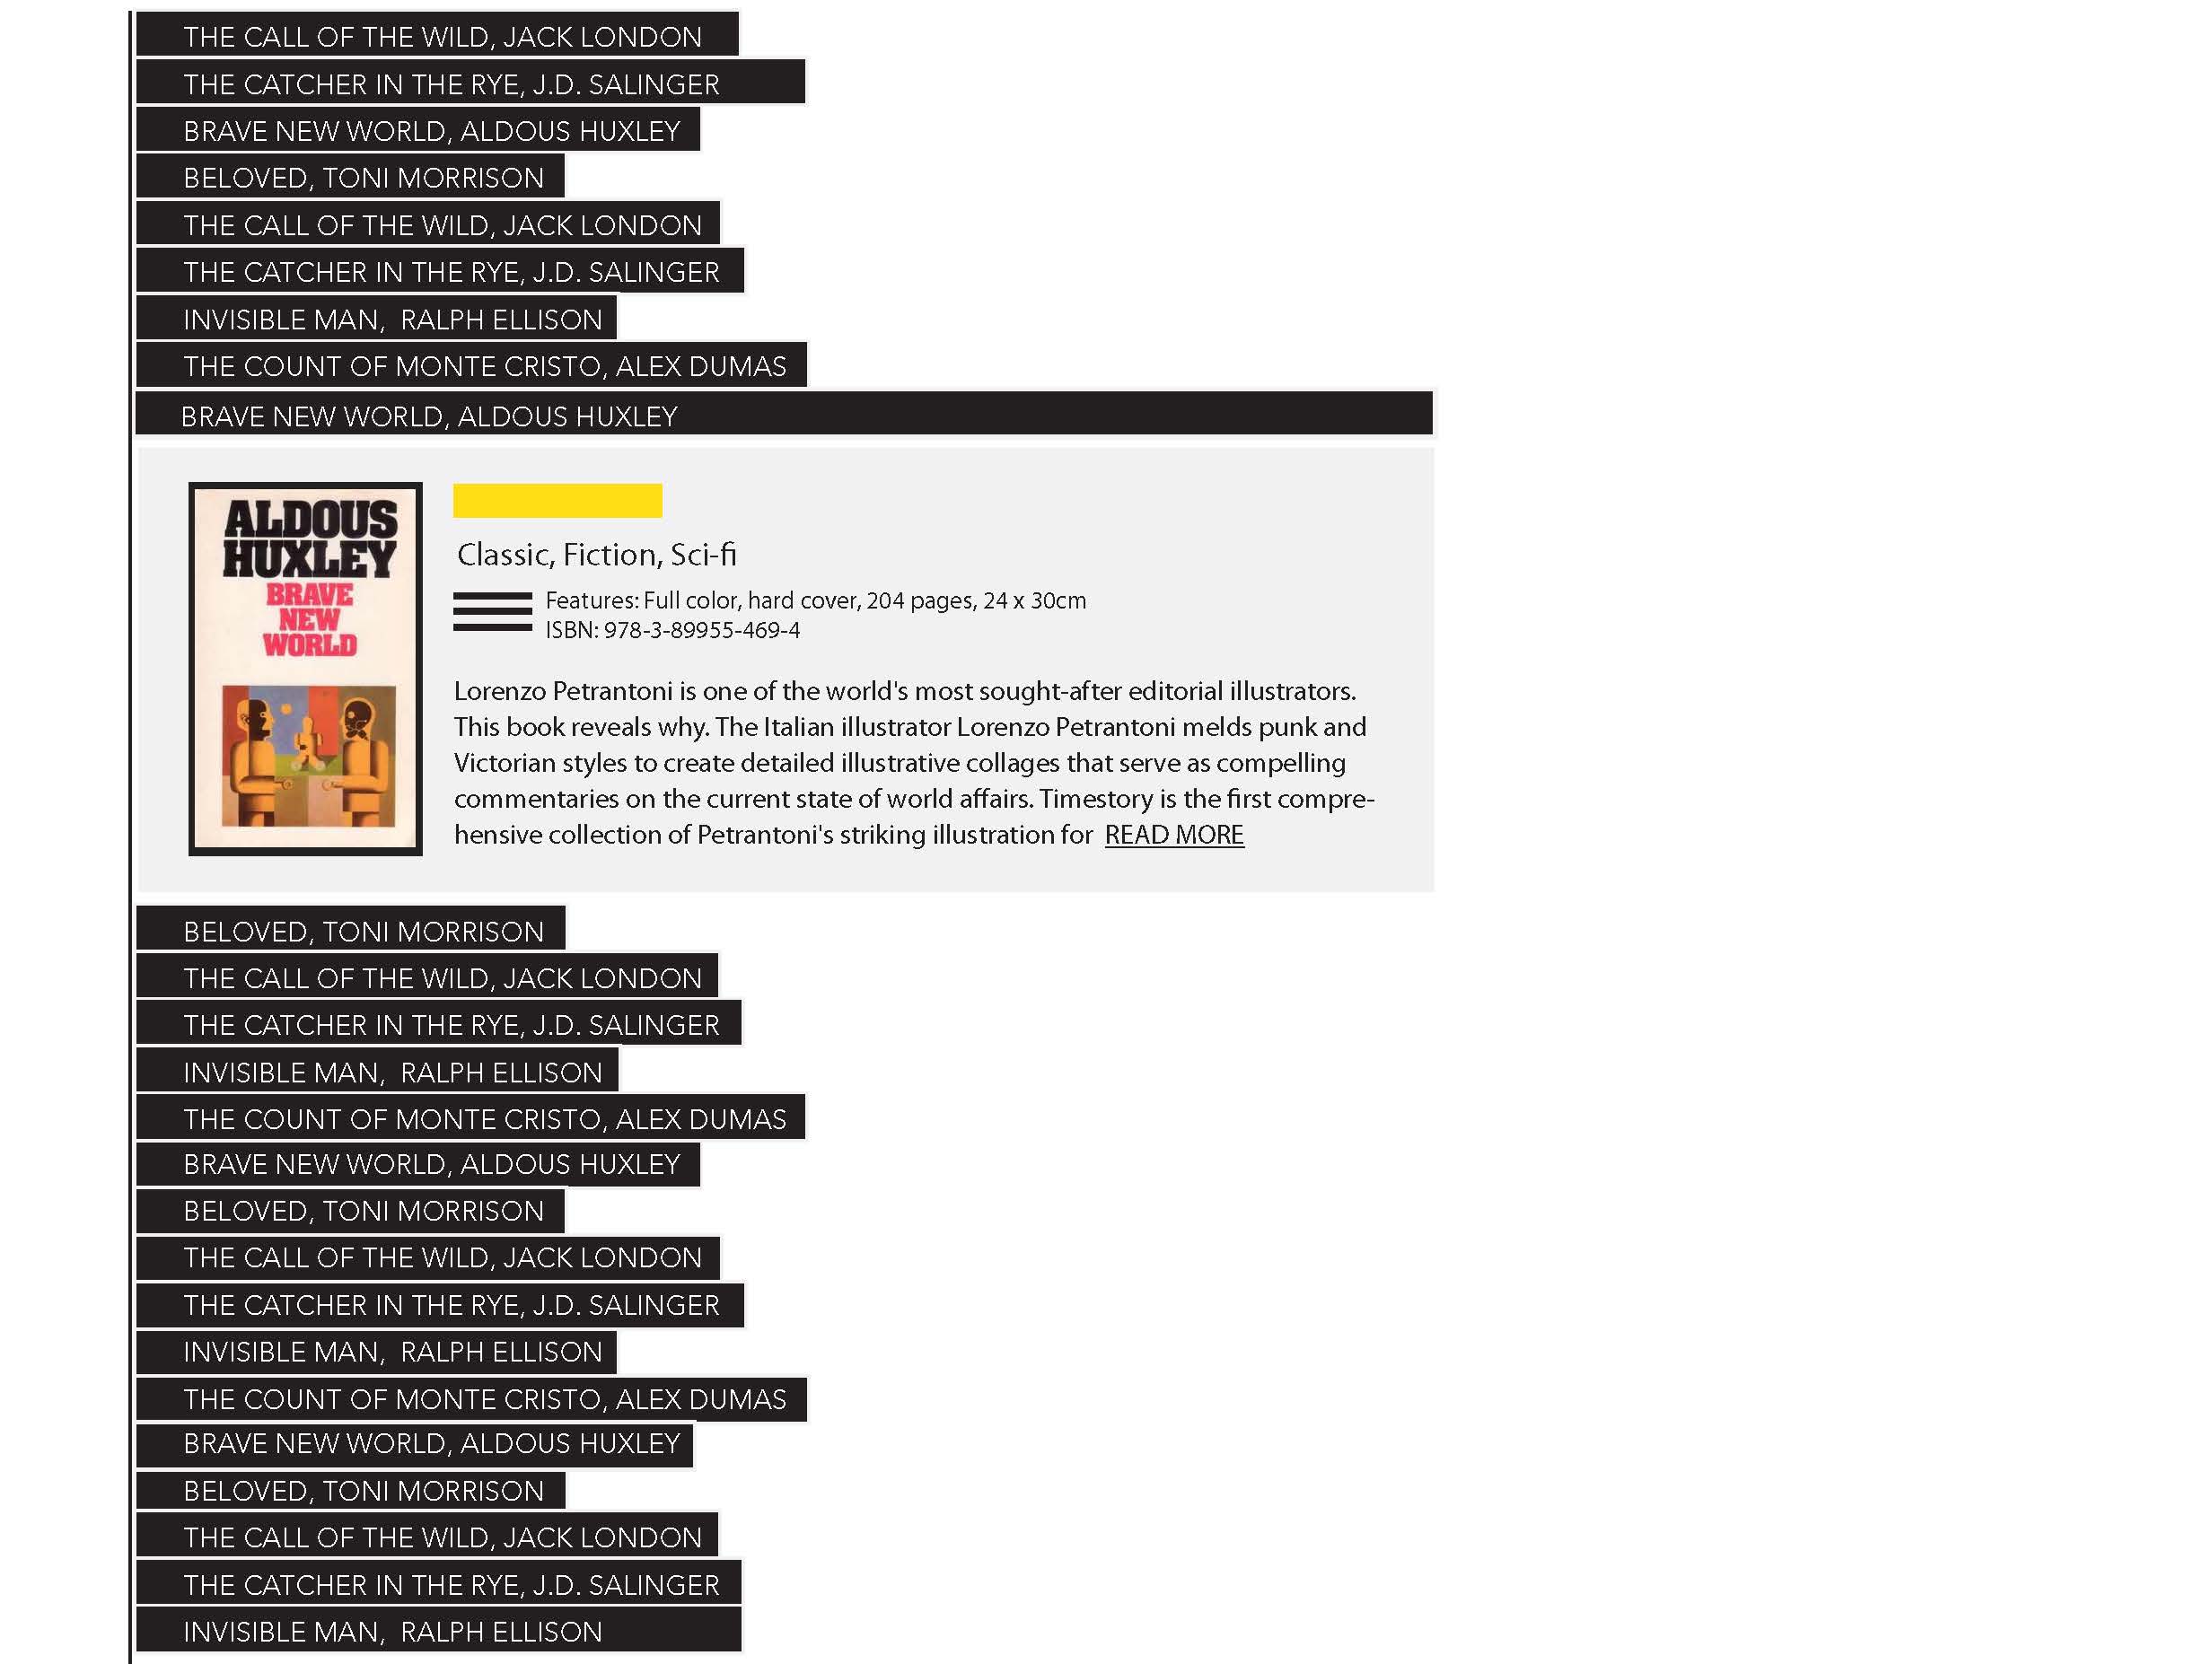 THE CALL OF THE WILD, JACK LONDON
THE CATCHER IN THE RYE, J.D. SALINGER
BRAVE NEW WORLD, ALDOUS HUXLEY
BELOVED, TONI MORRISON
THE CALL OF THE WILD, JACK LONDON
THE CATCHER IN THE RYE, J.D. SALINGER
INVISIBLE MAN, RALPH ELLISON
THE COUNT OF MONTE CRISTO, ALEX DUMAS
BRAVE NEW WORLD, ALDOUS HUXLEY
ALDOUS
HUXLEY
BRAVE
NEW
WORLD
Classic, Fiction, Sci-fi
Features: Full color, hard cover, 204 pages, 24 x 30cm
ISBN: 978-3-89955-469-4
Lorenzo Petrantoni is one of the world's most sought-after editorial illustrators.
This book reveals why. The Italian illustrator Lorenzo Petrantoni melds punk and
Victorian styles to create detailed illustrative collages that serve as compelling
commentaries on the current state of world affairs. Timestory is the first compre-
hensive collection of Petrantoni's striking illustration for READ MORE
BELOVED, TONI MORRISON
THE CALL OF THE WILD, JACK LONDON
THE CATCHER IN THE RYE, J.D. SALINGER
INVISIBLE MAN, RALPH ELLISON
THE COUNT OF MONTE CRISTO, ALEX DUMAS
BRAVE NEW WORLD, ALDOUS HUXLEY
BELOVED, TONI MORRISON
THE CALL OF THE WILD, JACK LONDON
THE CATCHER IN THE RYE, J.D. SALINGER
INVISIBLE MAN, RALPH ELLISON
THE COUNT OF MONTE CRISTO, ALEX DUMAS
BRAVE NEW WORLD, ALDOUS HUXLEY
BELOVED, TONI MORRISON
THE CALL OF THE WILD, JACK LONDON
THE CATCHER IN THE RYE, J.D. SALINGER
INVISIBLE MAN, RALPH ELLISON